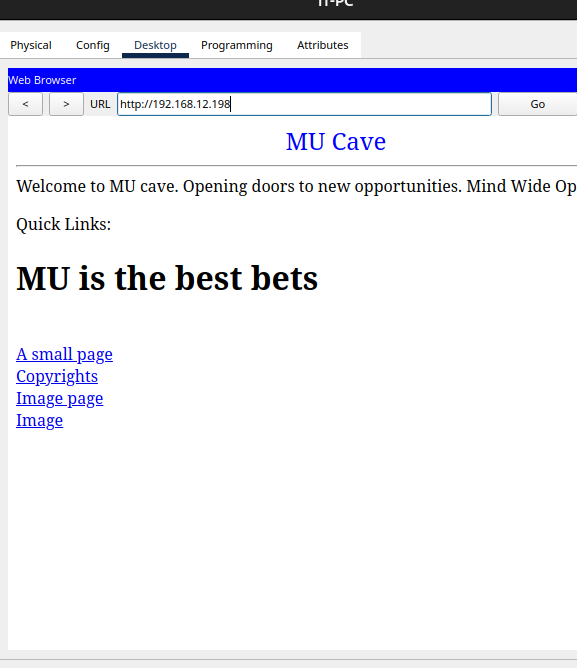 IT-PC
Physical Config Desktop Programming Attributes
Web Browser
< > URL http://192.168.12.198 Go
MU Cave
Welcome to MU cave. Opening doors to new opportunities. Mind Wide Op
Quick Links:
MU is the best bets
A small page
Copyrights
Image page
Image